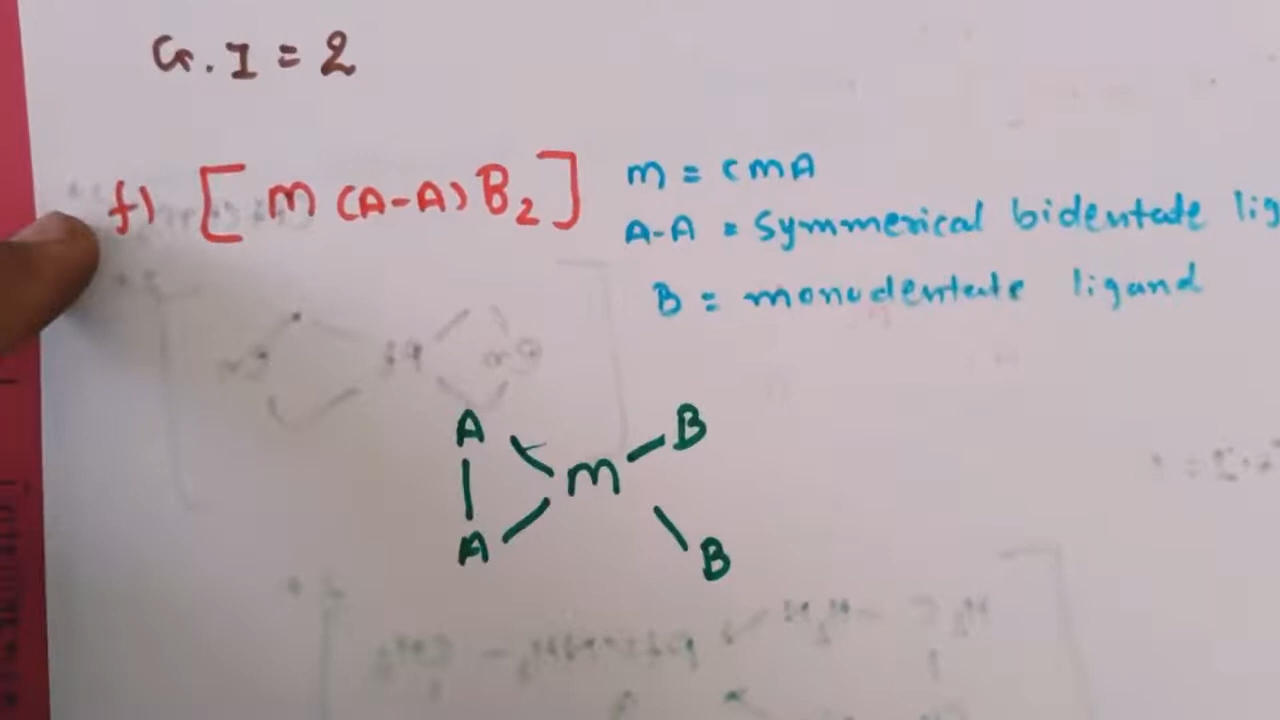 G.I = 2
f) [M (A-A) B2]
M = CMA
A-A = Symmerical bidentate lig
B = monodentate ligand
A
B
M
A
B